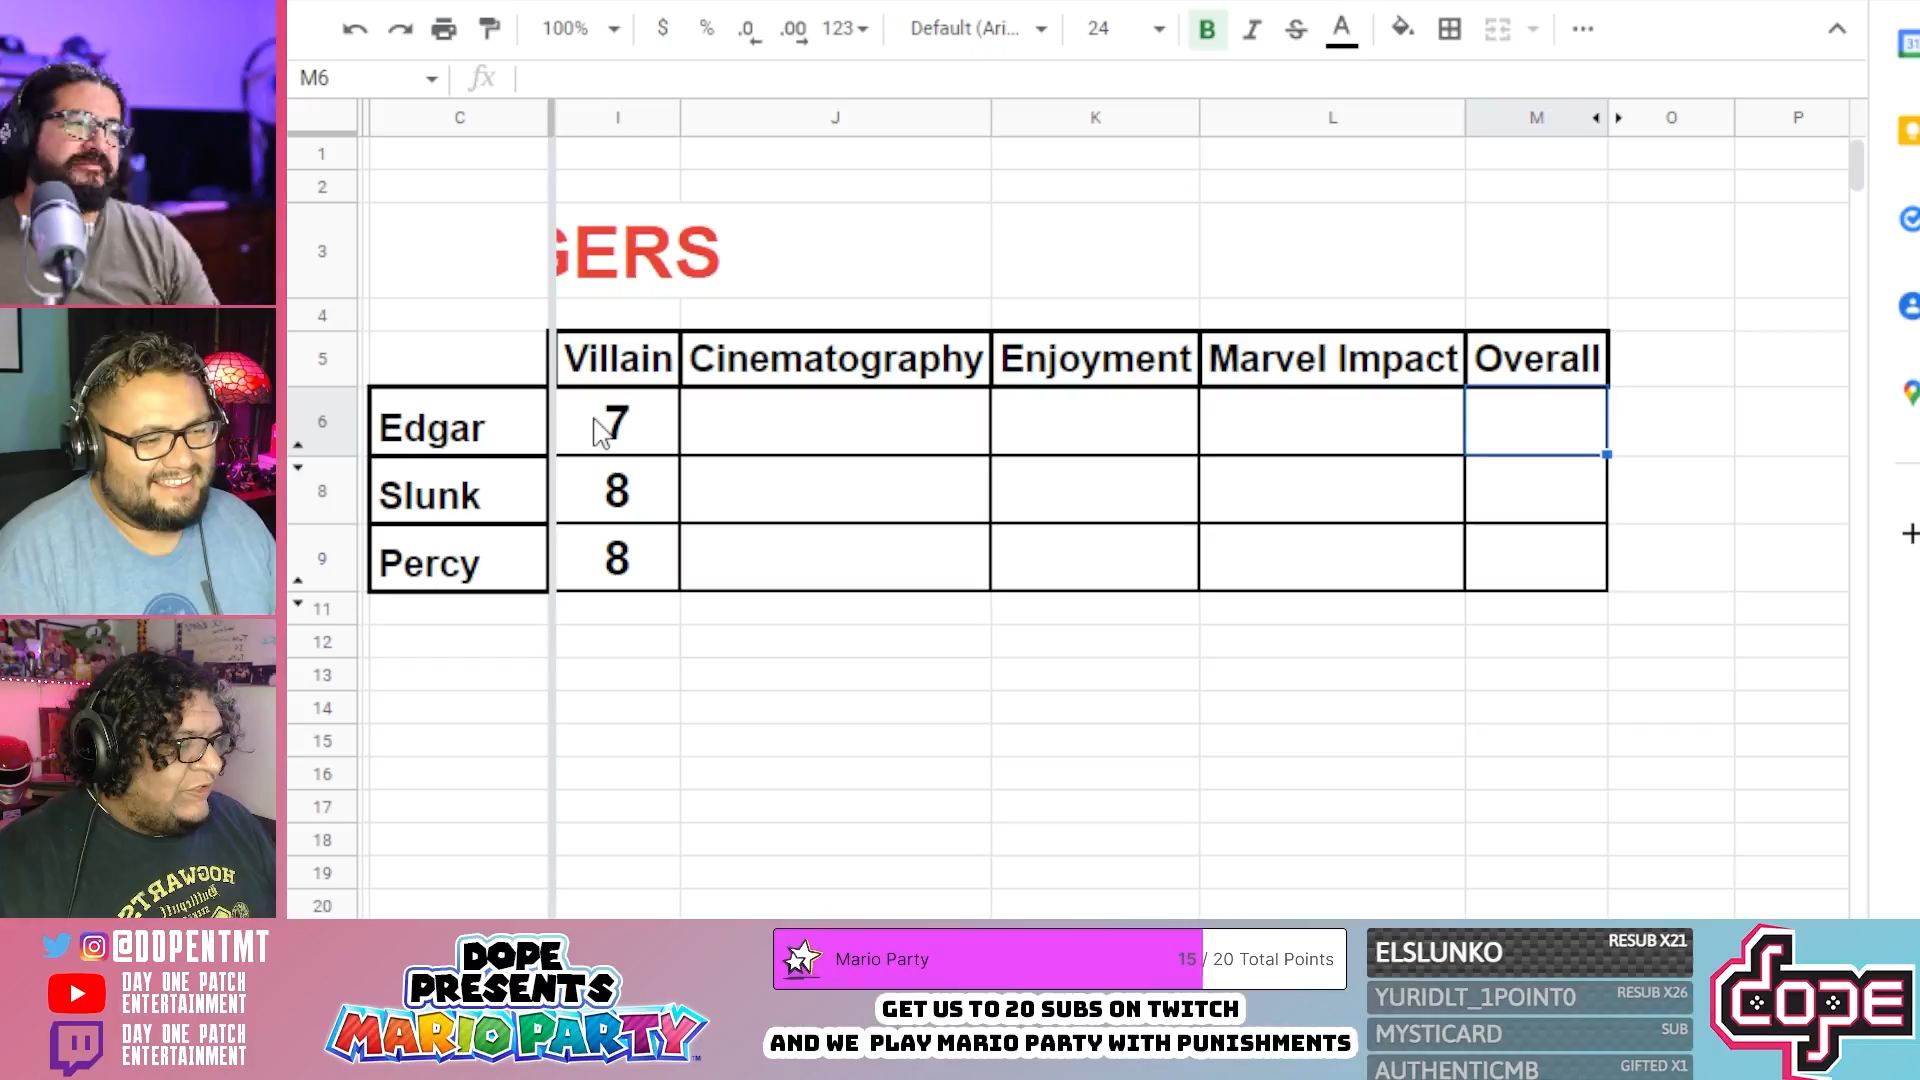 100%
$ % .0 .00 123
Default (Ari...
24
B I S A
M6
fx
C I J K L M O P
1
2
3 GERS
4
5 Villain Cinematography Enjoyment Marvel Impact Overall
6 Edgar 7
8 Slunk 8
9 Percy 8
11
12
13
14
15
16
17
18
19
20
31
HOGWARTS
Hufflepuff
@DOPENTMT
DAY ONE PATCH
ENTERTAINMENT
DAY ONE PATCH
ENTERTAINMENT
DOPE
PRESENTS
MARIO PARTY
Mario Party 15 / 20 Total Points
GET US TO 20 SUBS ON TWITCH
AND WE PLAY MARIO PARTY WITH PUNISHMENTS
ELSLUNKO RESUB X21
YURIDLT_1POINT0 RESUB X26
MYSTICARD SUB
AUTHENTICMB GIFTED X1
dope